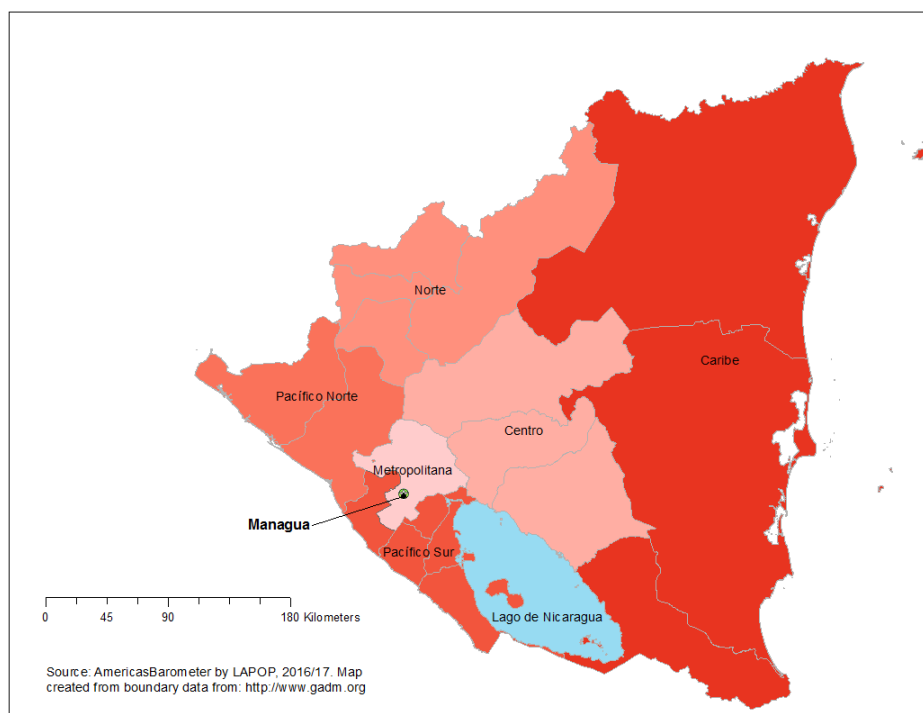 Norte
Caribe
Pacífico Norte
Centro
Metropolitana
Managua
Pacífico Sur
Lago de Nicaragua
0 45 90 180 Kilometers
Source: AmericasBarometer by LAPOP, 2016/17. Map
created from boundary data from: http://www.gadm.org